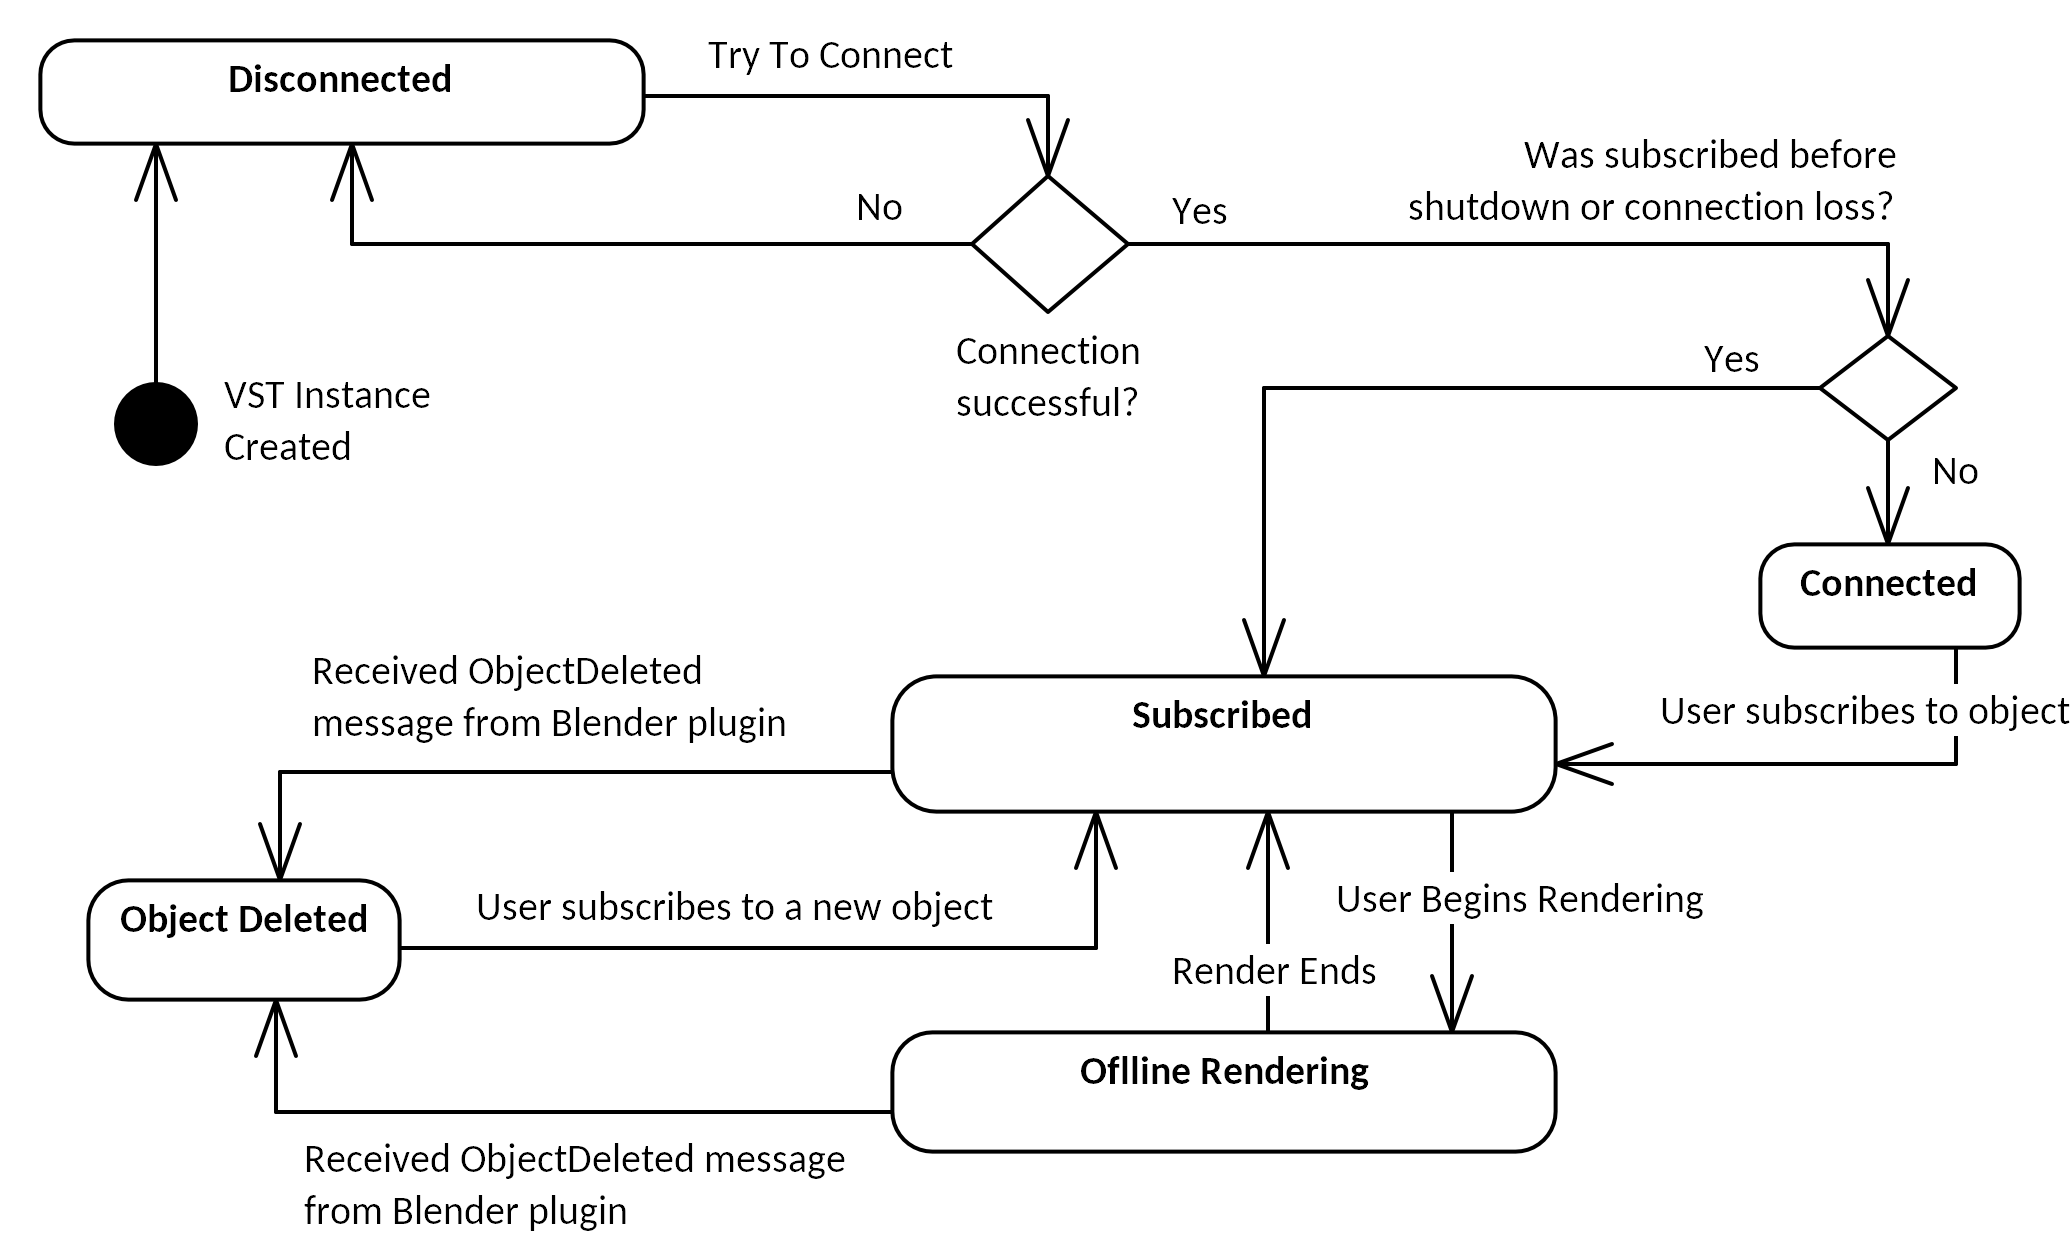 Disconnected
Try To Connect
Was subscribed before
shutdown or connection loss?
No
Yes
Connection
successful?
Yes
VST Instance
Created
No
Connected
Received ObjectDeleted
message from Blender plugin
Subscribed
User subscribes to object
Object Deleted
User subscribes to a new object
User Begins Rendering
Render Ends
Oflline Rendering
Received ObjectDeleted message
from Blender plugin